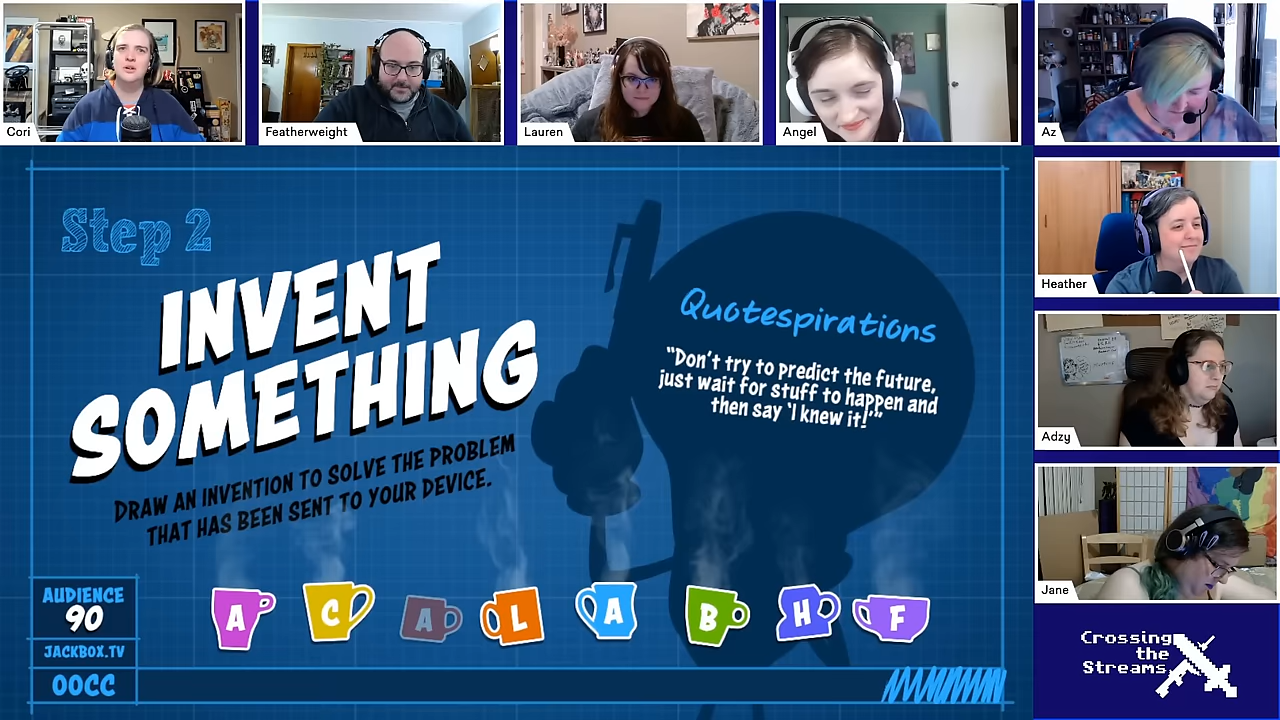 Cori
Featherweight
Lauren
Angel
Az
Heather
Adzy
Jane
Step 2
INVENT
SOMETHING
DRAW AN INVENTION TO SOLVE THE PROBLEM
THAT HAS BEEN SENT TO YOUR DEVICE.
Quotespirations
"Don't try to predict the future,
just wait for stuff to happen and
then say 'I knew it!'"
AUDIENCE
90
JACKBOX.TV
OOCC
A
C
A
L
A
B
H
F
Crossing
the
Streams